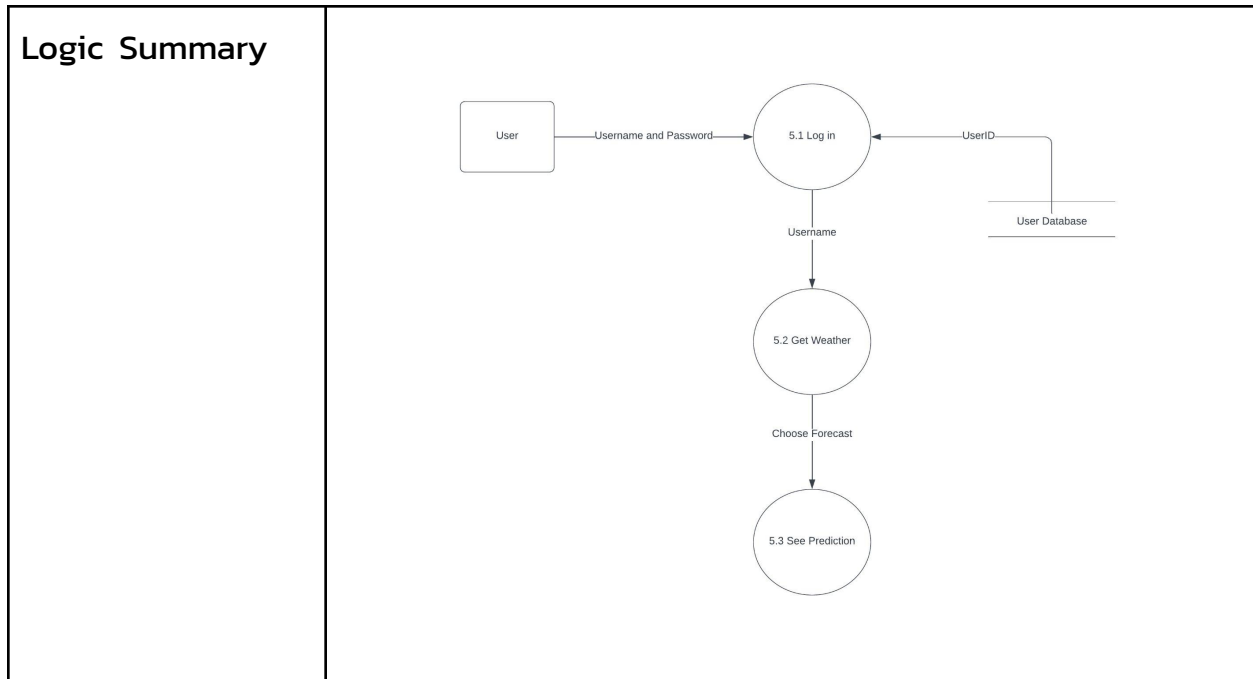 Logic Summary
User
Username and Password
5.1 Log in
UserID
User Database
Username
5.2 Get Weather
Choose Forecast
5.3 See Prediction